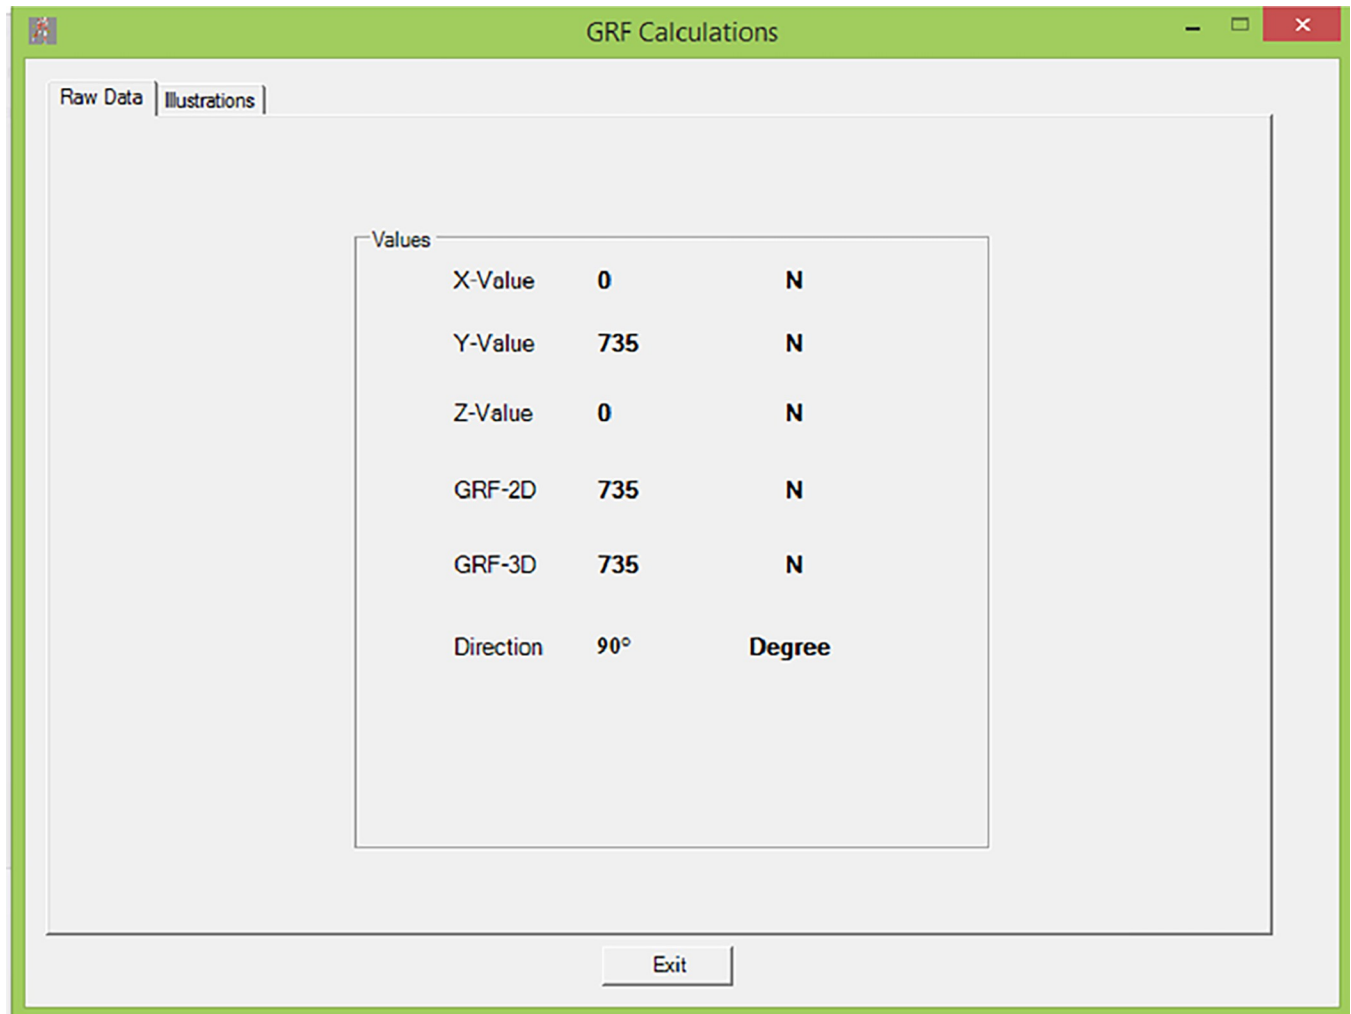 GRF Calculations
Raw Data Illustrations
Values
X-Value 0 N
Y-Value 735 N
Z-Value 0 N
GRF-2D 735 N
GRF-3D 735 N
Direction 90° Degree
Exit